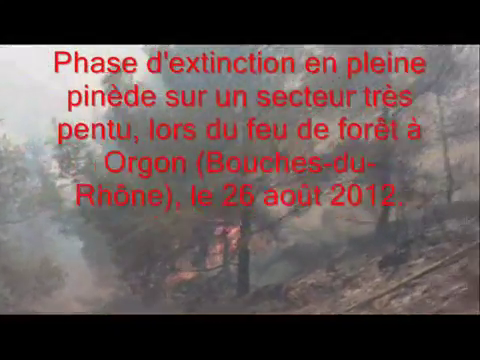 Phase d'extinction en pleine
pinède sur un secteur très
pentu, lors du feu de forêt à
Orgon (Bouches-du-
Rhône), le 26 août 2012.